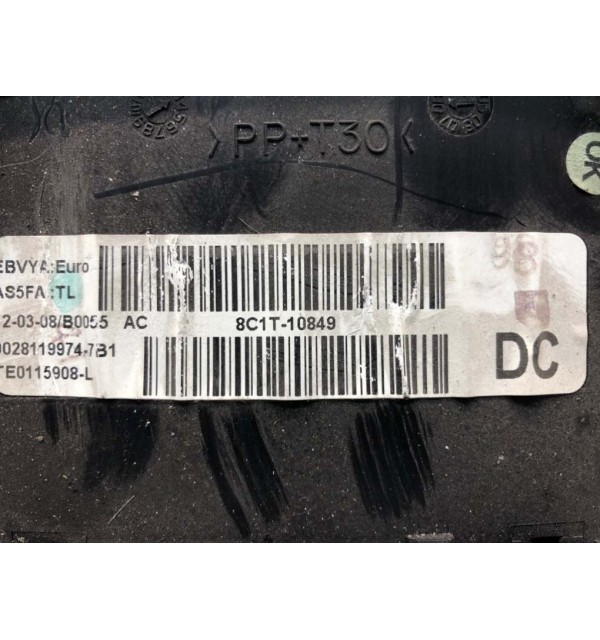 >PP+T30<
OK
EBVYA:Euro
AS5FA:TL
2-03-08/B0055 AC 8C1T-10849
0028119974-7B1
TE0115908-L
DC